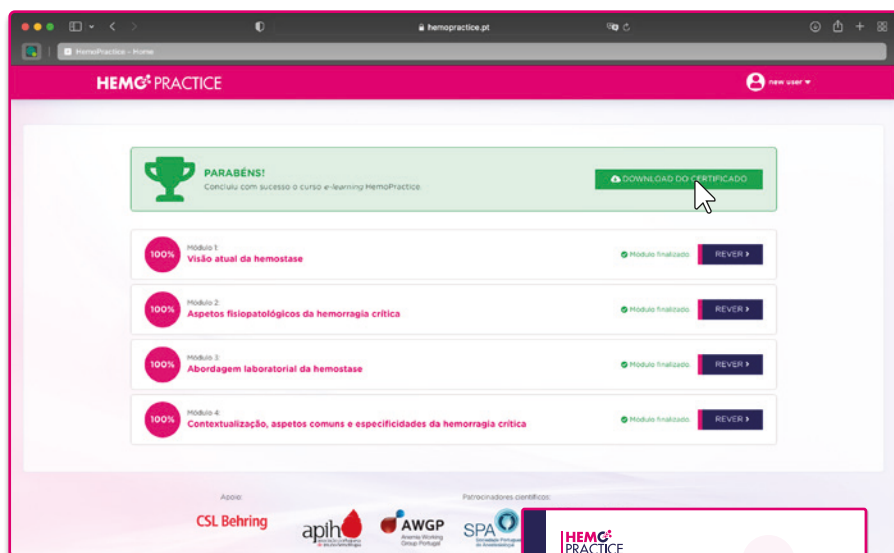 hemopractice.pt
HemoPractice – Home
HEMO PRACTICE
new user
PARABÉNS!
Concluiu com sucesso o curso e-learning HemoPractice.
DOWNLOAD DO CERTIFICADO
100%
Módulo 1:
Visão atual da hemostase
Módulo finalizado
REVER
100%
Módulo 2:
Aspetos fisiopatológicos da hemorragia crítica
Módulo finalizado
REVER
100%
Módulo 3:
Abordagem laboratorial da hemostase
Módulo finalizado
REVER
100%
Módulo 4:
Contextualização, aspetos comuns e especificidades da hemorragia crítica
Módulo finalizado
REVER
Apoio:
Patrocinadores científicos:
CSL Behring
apih
AWGP
Anemia Working
Group Portugal
SPA
HEMO
PRACTICE